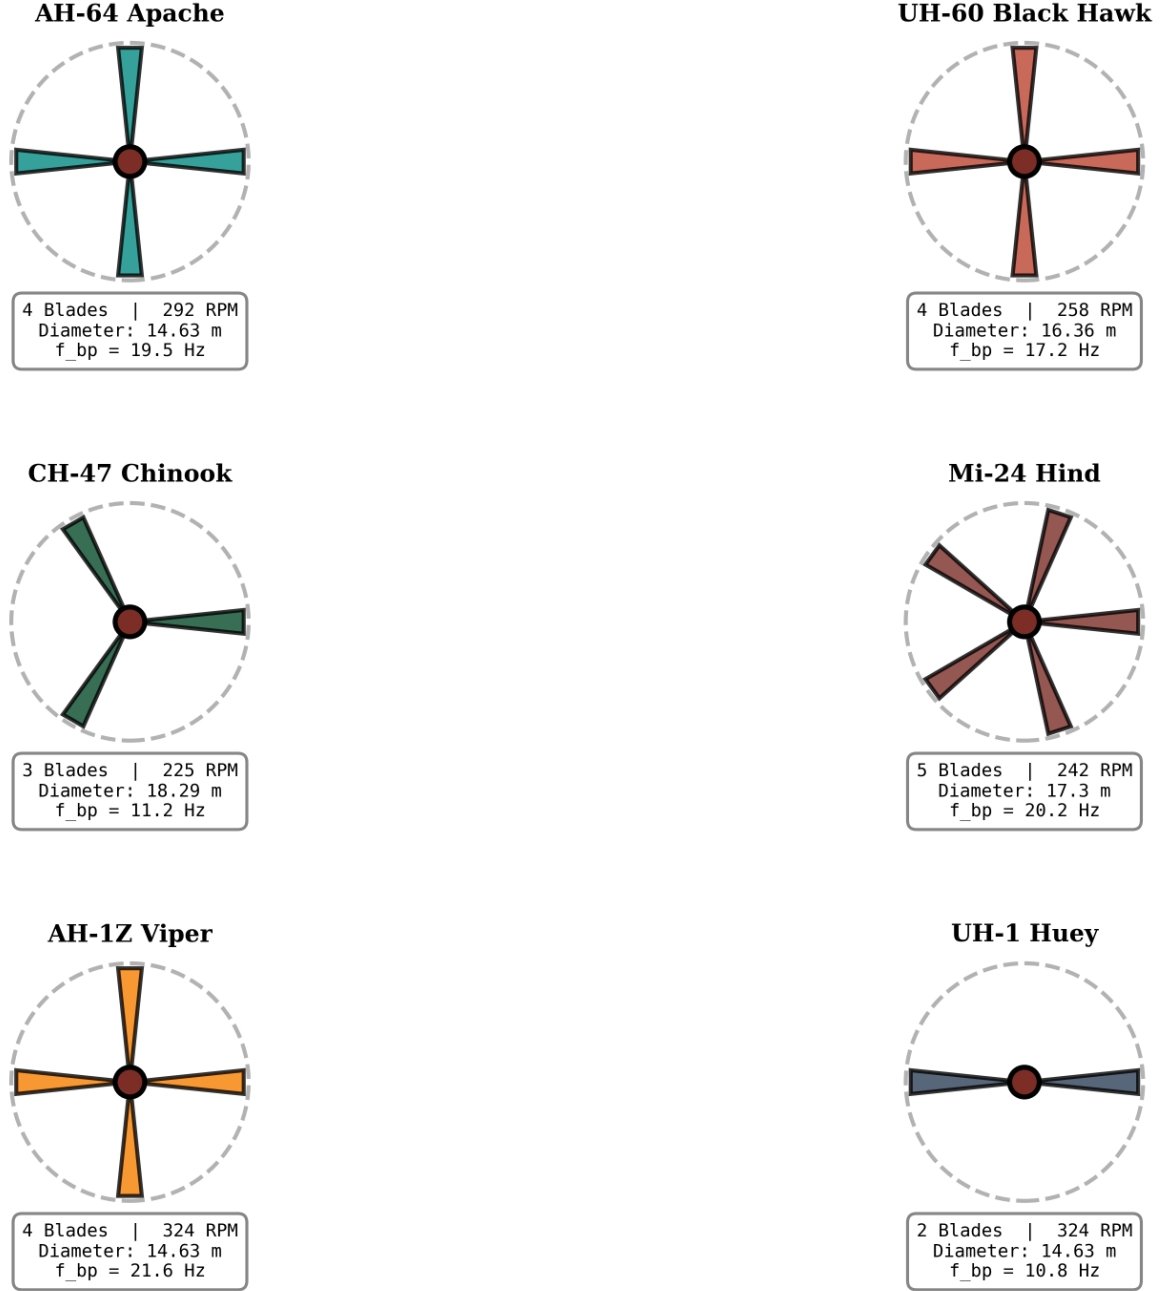 AH-64 Apache
4 Blades | 292 RPM
Diameter: 14.63 m
f_bp = 19.5 Hz
UH-60 Black Hawk
4 Blades | 258 RPM
Diameter: 16.36 m
f_bp = 17.2 Hz
CH-47 Chinook
3 Blades | 225 RPM
Diameter: 18.29 m
f_bp = 11.2 Hz
Mi-24 Hind
5 Blades | 242 RPM
Diameter: 17.3 m
f_bp = 20.2 Hz
AH-1Z Viper
4 Blades | 324 RPM
Diameter: 14.63 m
f_bp = 21.6 Hz
UH-1 Huey
2 Blades | 324 RPM
Diameter: 14.63 m
f_bp = 10.8 Hz